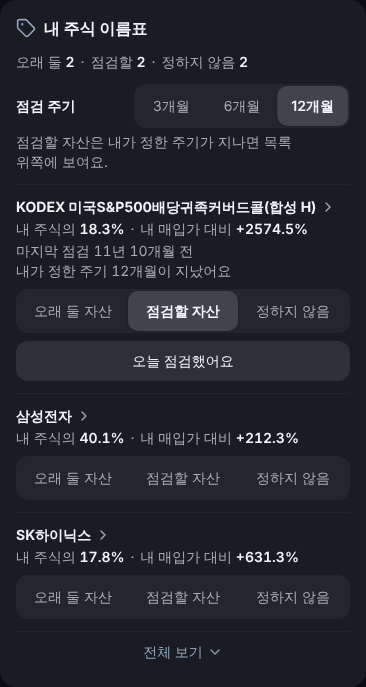 내 주식 이름표
오래 둘 2 · 점검할 2 · 정하지 않음 2
점검 주기 3개월 6개월 12개월
점검할 자산은 내가 정한 주기가 지나면 목록
위쪽에 보여요.
KODEX 미국S&P500배당귀족커버드콜(합성 H)
내 주식의 18.3% · 내 매입가 대비 +2574.5%
마지막 점검 11년 10개월 전
내가 정한 주기 12개월이 지났어요
오래 둘 자산 점검할 자산 정하지 않음
오늘 점검했어요
삼성전자
내 주식의 40.1% · 내 매입가 대비 +212.3%
오래 둘 자산 점검할 자산 정하지 않음
SK하이닉스
내 주식의 17.8% · 내 매입가 대비 +631.3%
오래 둘 자산 점검할 자산 정하지 않음
전체 보기